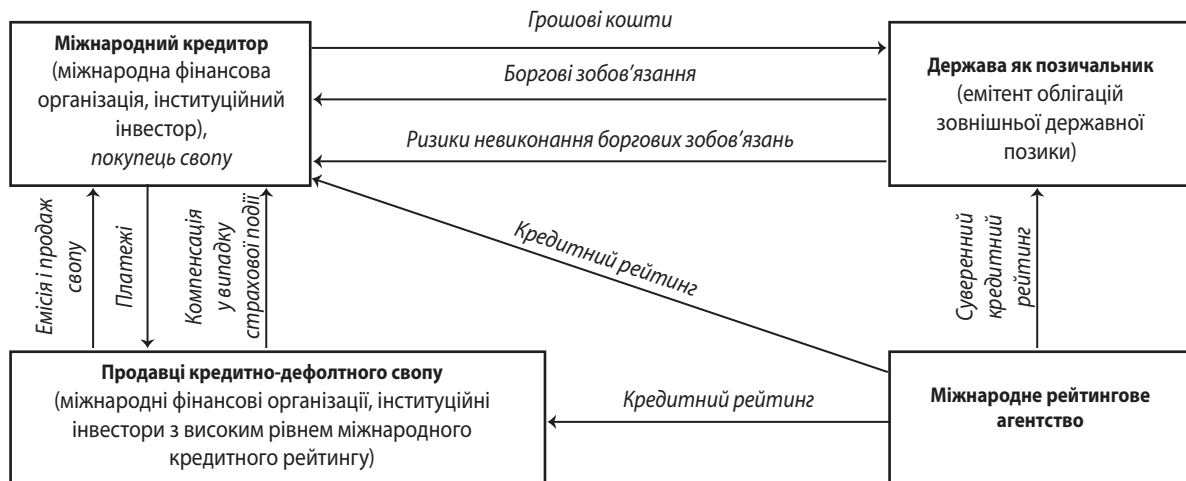 Грошові кошти
Міжнародний кредитор
(міжнародна фінансова
організація, інституційний
інвестор),
покупець свопу
Боргові зобов'язання
Ризики невиконання боргових зобов'язань
Держава як позичальник
(емітент облігацій
зовнішньої державної
позики)
Емісія і продаж
свопу
Платежі
Компенсація
у випадку
страхової події
Кредитний рейтинг
Суверенний
кредитний
рейтинг
Продавці кредитно-дефолтного свопу
(міжнародні фінансові організації, інституційні
інвестори з високим рівнем міжнародного
кредитного рейтингу)
Кредитний рейтинг
Міжнародне рейтингове
агентство